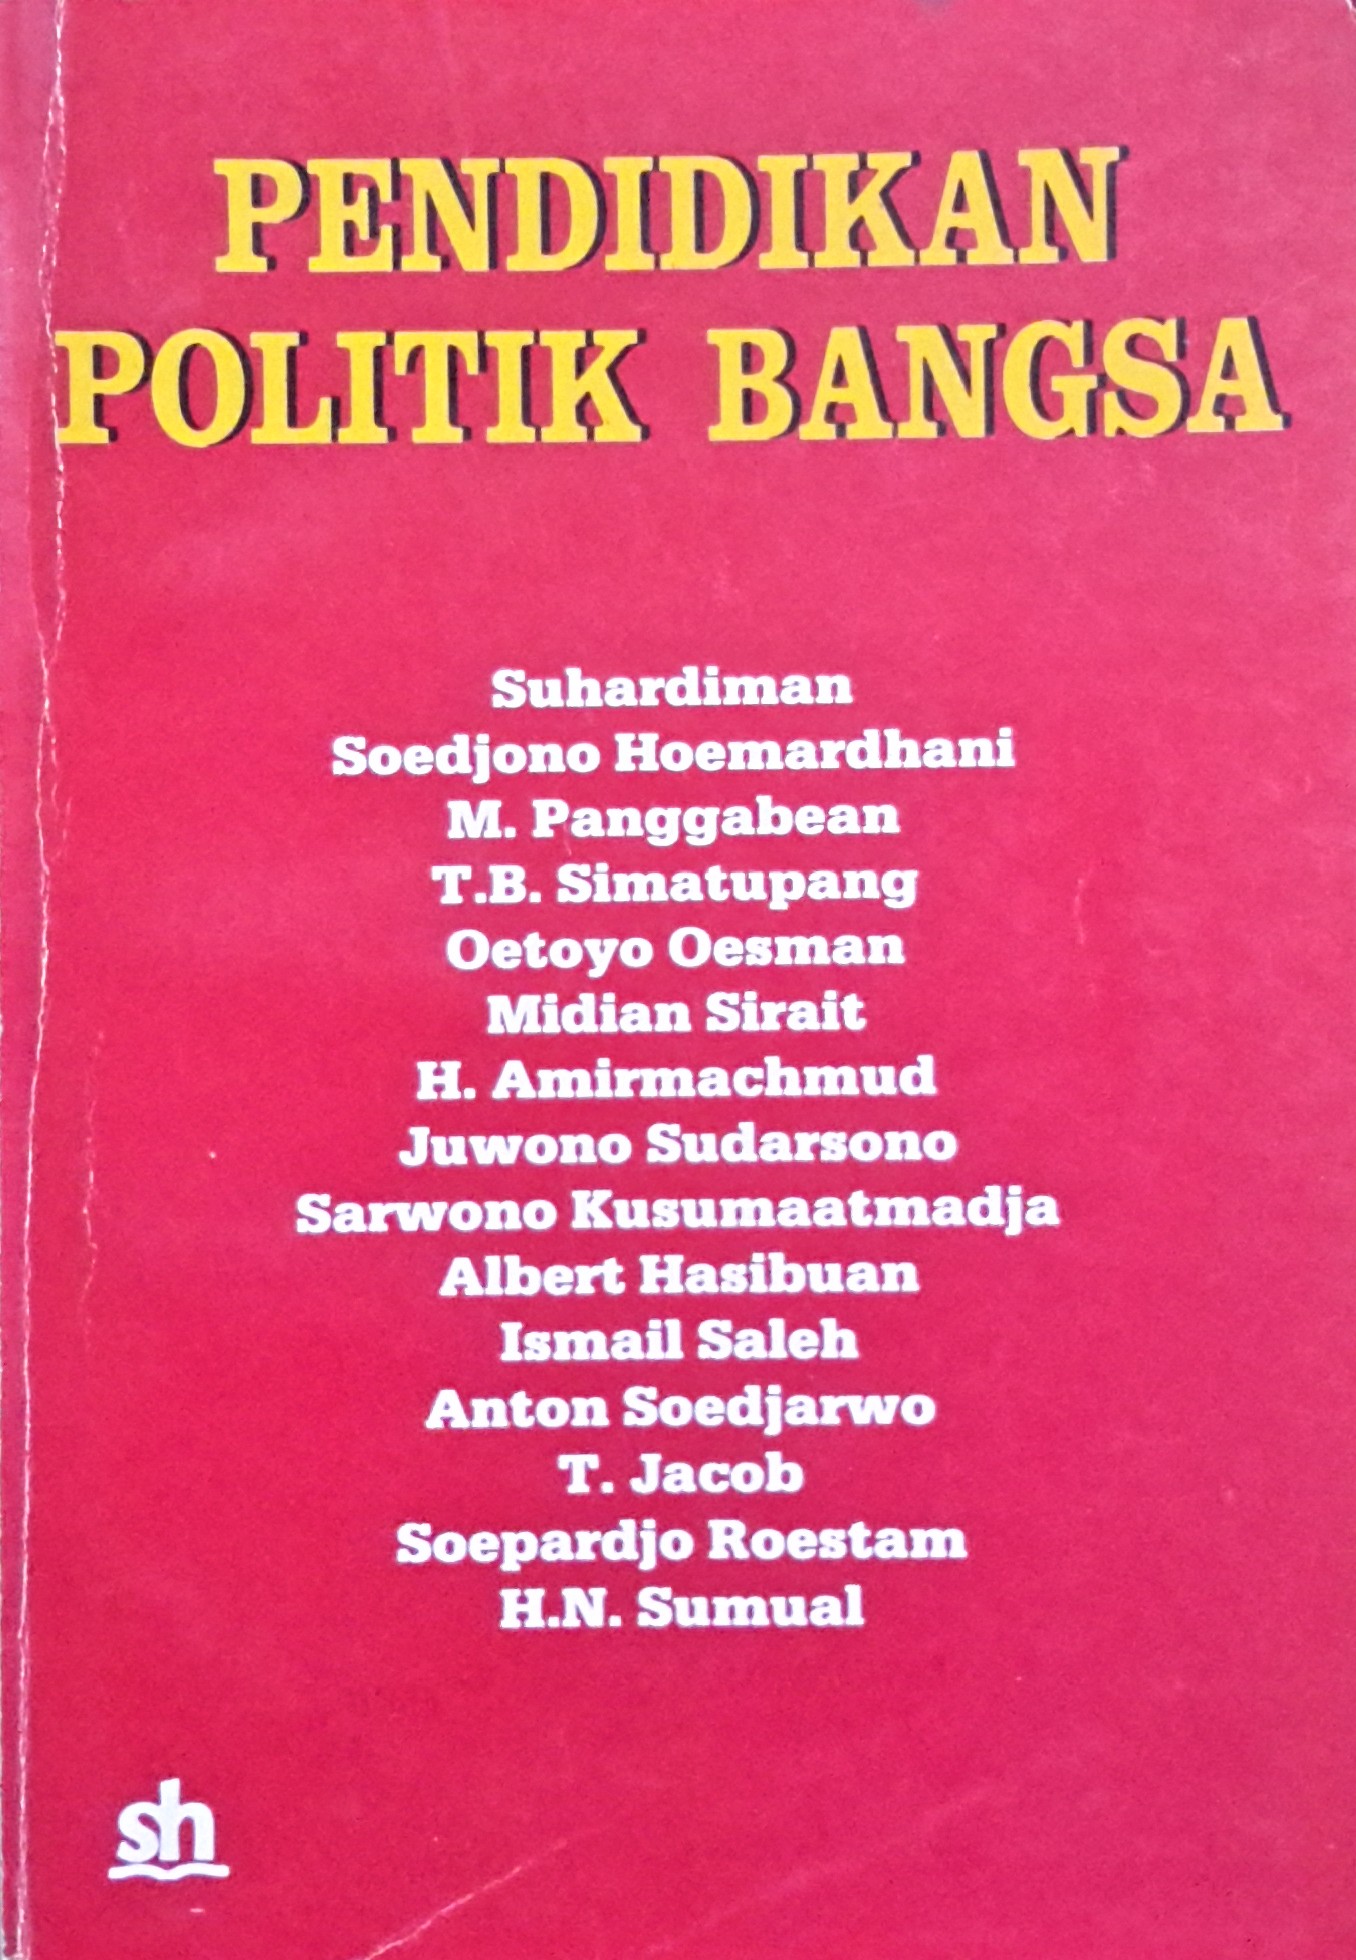 PENDIDIKAN
POLITIK BANGSA
Suhardiman
Soedjono Hoemardhani
M. Panggabean
T.B. Simatupang
Oetoyo Oesman
Midian Sirait
H. Amirmachmud
Juwono Sudarsono
Sarwono Kusumaatmadja
Albert Hasibuan
Ismail Saleh
Anton Soedjarwo
T. Jacob
Soepardjo Roestam
H.N. Sumual
sh